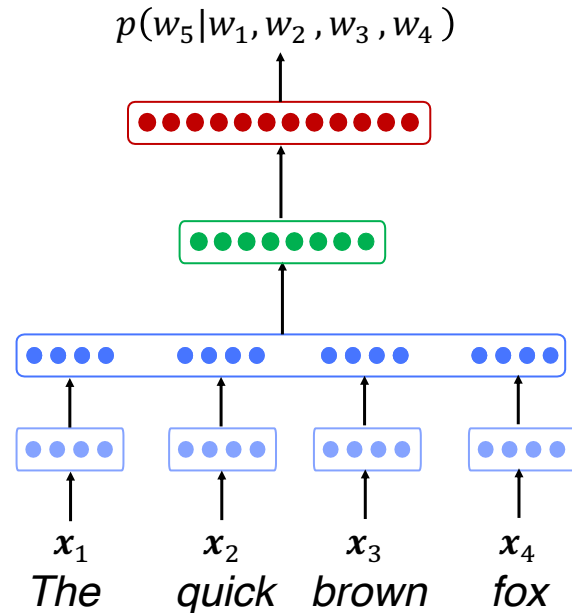 p(w₅|w₁, w₂ , w₃, w₄ )
x₁ x₂ x₃ x₄
The quick brown fox